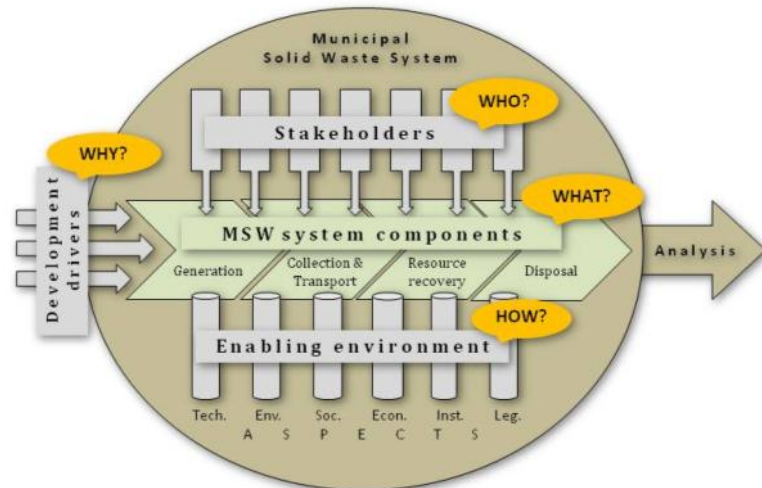 Municipal
Solid Waste System
WHO?
Stakeholders
WHY?
Development
drivers
WHAT?
MSW system components
Generation
Collection &
Transport
Resource
recovery
Disposal
Analysis
HOW?
Enabling environment
Tech. Env. Soc. Econ. Inst. Leg.
A S P E C T S